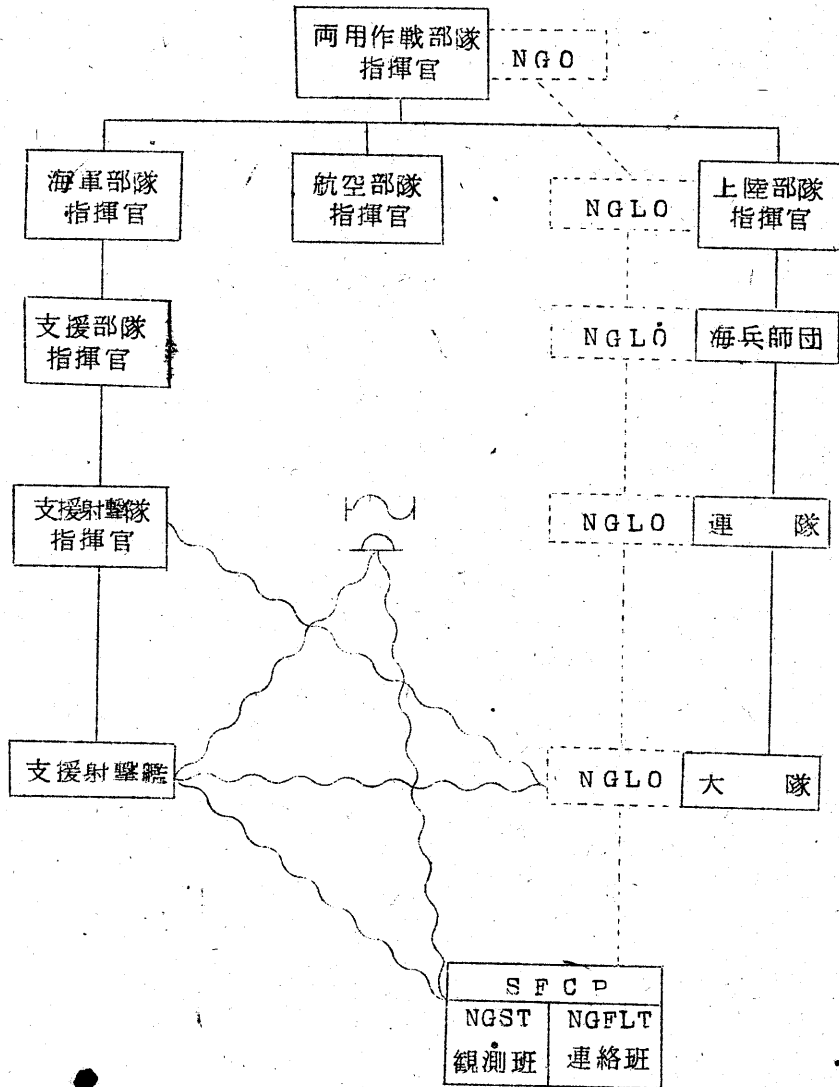 両用作戦部隊
指揮官
NGO
海軍部隊
指揮官
航空部隊
指揮官
NGLO
上陸部隊
指揮官
支援部隊
指揮官
NGLO
海兵師団
支援射撃隊
指揮官
NGLO
連隊
支援射撃艦
NGLO
大隊
SFCP
NGST
観測班
NGFLT
連絡班